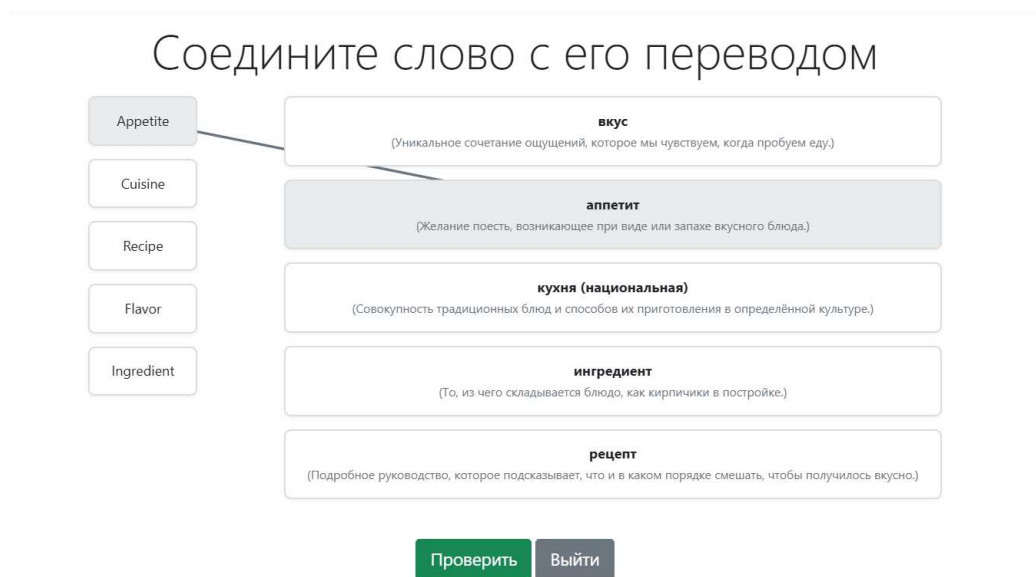 Соедините слово с его переводом
Appetite
Cuisine
Recipe
Flavor
Ingredient
вкус
(Уникальное сочетание ощущений, которое мы чувствуем, когда пробуем еду.)
аппетит
(Желание поесть, возникающее при виде или запахе вкусного блюда.)
кухня (национальная)
(Совокупность традиционных блюд и способов их приготовления в определённой культуре.)
ингредиент
(То, из чего складывается блюдо, как кирпичики в постройке.)
рецепт
(Подробное руководство, которое подсказывает, что и в каком порядке смешать, чтобы получилось вкусно.)
Проверить
Выйти